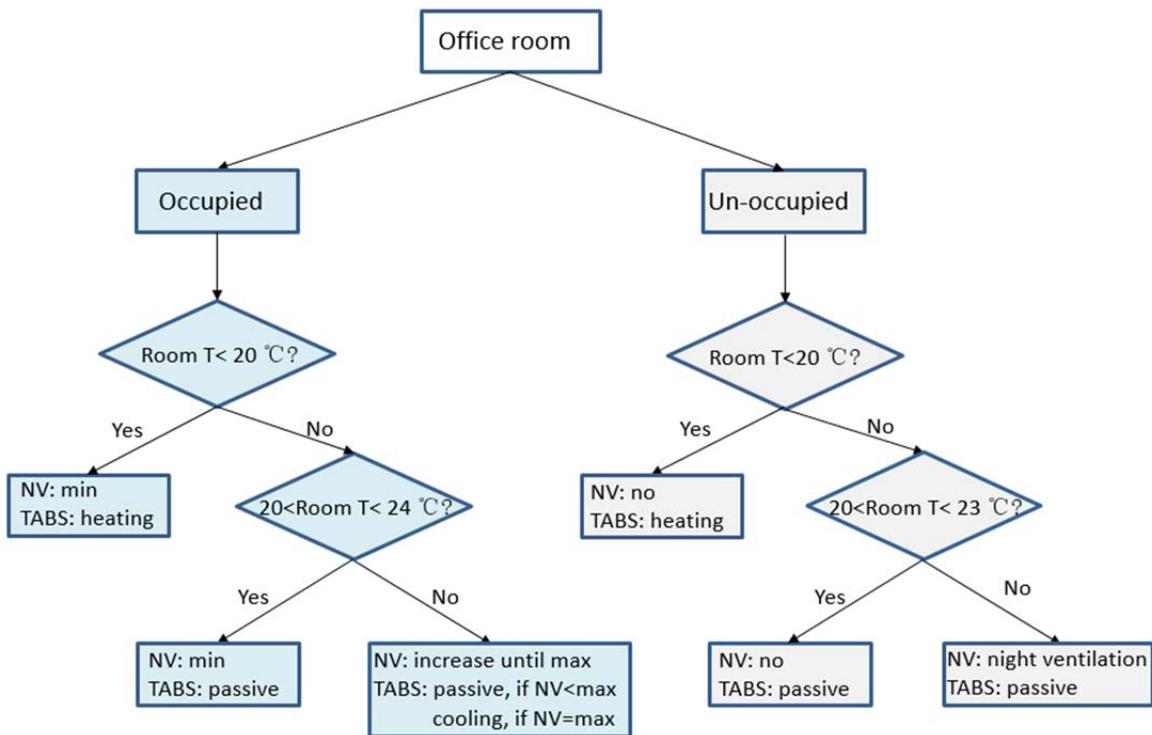 Office room
Occupied
Un-occupied
Room T< 20 ℃?
Room T<20 ℃?
Yes
No
Yes
No
NV: min
TABS: heating
20<Room T< 24 ℃?
NV: no
TABS: heating
20<Room T< 23 ℃?
Yes
No
Yes
No
NV: min
TABS: passive
NV: increase until max
TABS: passive, if NV<max
cooling, if NV=max
NV: no
TABS: passive
NV: night ventilation
TABS: passive